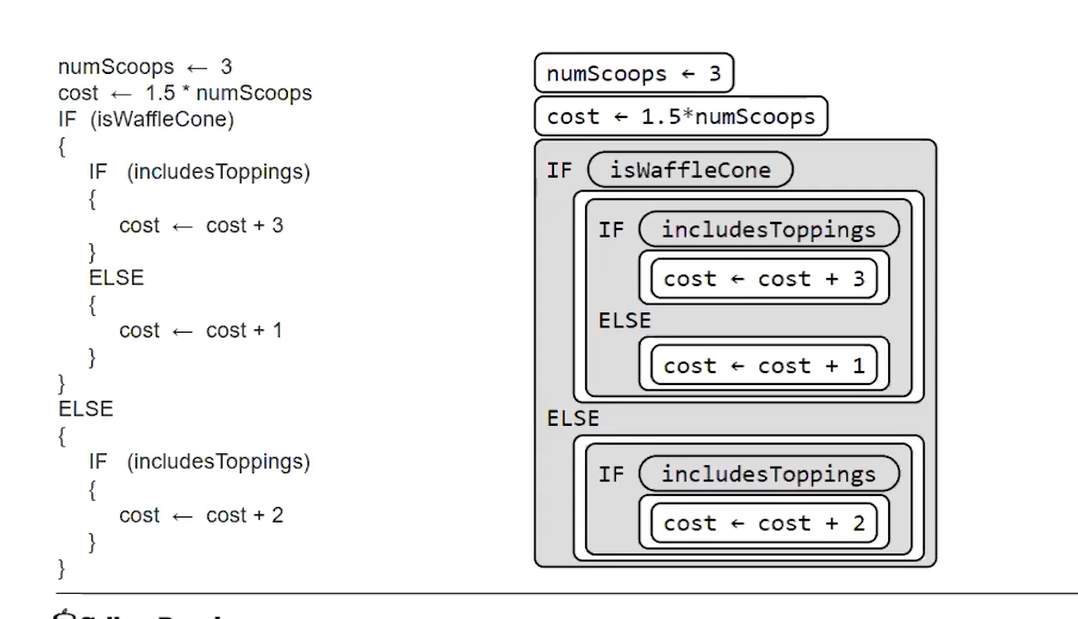 numScoops ← 3
cost ← 1.5 * numScoops
IF (isWaffleCone)
{
IF (includesToppings)
{
cost ← cost + 3
}
ELSE
{
cost ← cost + 1
}
}
ELSE
{
IF (includesToppings)
{
cost ← cost + 2
}
}
numScoops ← 3
cost ← 1.5*numScoops
IF isWaffleCone
IF includesToppings
cost ← cost + 3
ELSE
cost ← cost + 1
ELSE
IF includesToppings
cost ← cost + 2